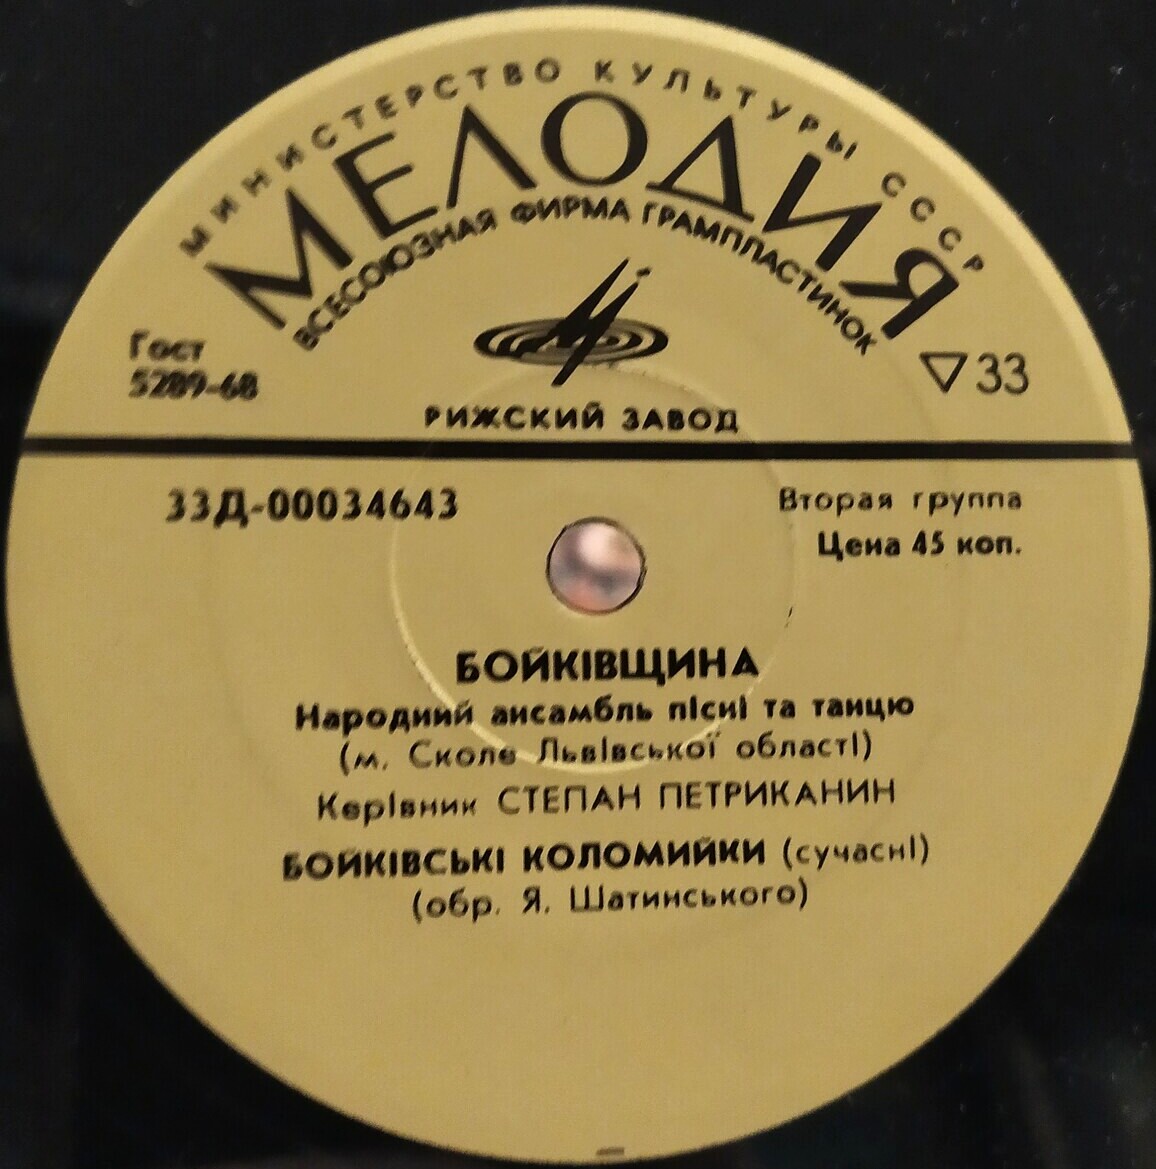 МИНИСТЕРСТВО КУЛЬТУРЫ СССР
МЕЛОДИЯ
ВСЕСОЮЗНАЯ ФИРМА ГРАМПЛАСТИНОК
Гост
5289-68
▽33
РИЖСКИЙ ЗАВОД
33Д-00034643
Вторая группа
Цена 45 коп.
БОЙКІВЩИНА
Народний ансамбль пісні та танцю
(м. Сколе Львівської області)
Керівник СТЕПАН ПЕТРИКАНИН
БОЙКІВСЬКІ КОЛОМИЙКИ (сучасні)
(обр. Я. Шатинського)